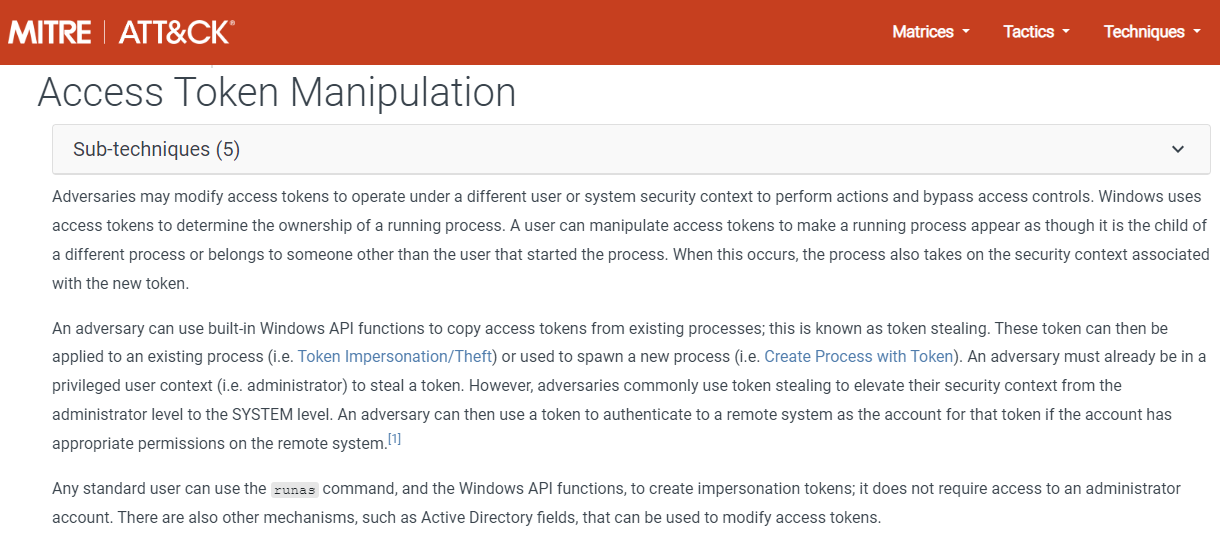 MITRE | ATT&CK®
Matrices
Tactics
Techniques
Access Token Manipulation
Sub-techniques (5)
Adversaries may modify access tokens to operate under a different user or system security context to perform actions and bypass access controls. Windows uses
access tokens to determine the ownership of a running process. A user can manipulate access tokens to make a running process appear as though it is the child of
a different process or belongs to someone other than the user that started the process. When this occurs, the process also takes on the security context associated
with the new token.
An adversary can use built-in Windows API functions to copy access tokens from existing processes; this is known as token stealing. These token can then be
applied to an existing process (i.e. Token Impersonation/Theft) or used to spawn a new process (i.e. Create Process with Token). An adversary must already be in a
privileged user context (i.e. administrator) to steal a token. However, adversaries commonly use token stealing to elevate their security context from the
administrator level to the SYSTEM level. An adversary can then use a token to authenticate to a remote system as the account for that token if the account has
appropriate permissions on the remote system.[1]
Any standard user can use the runas command, and the Windows API functions, to create impersonation tokens; it does not require access to an administrator
account. There are also other mechanisms, such as Active Directory fields, that can be used to modify access tokens.